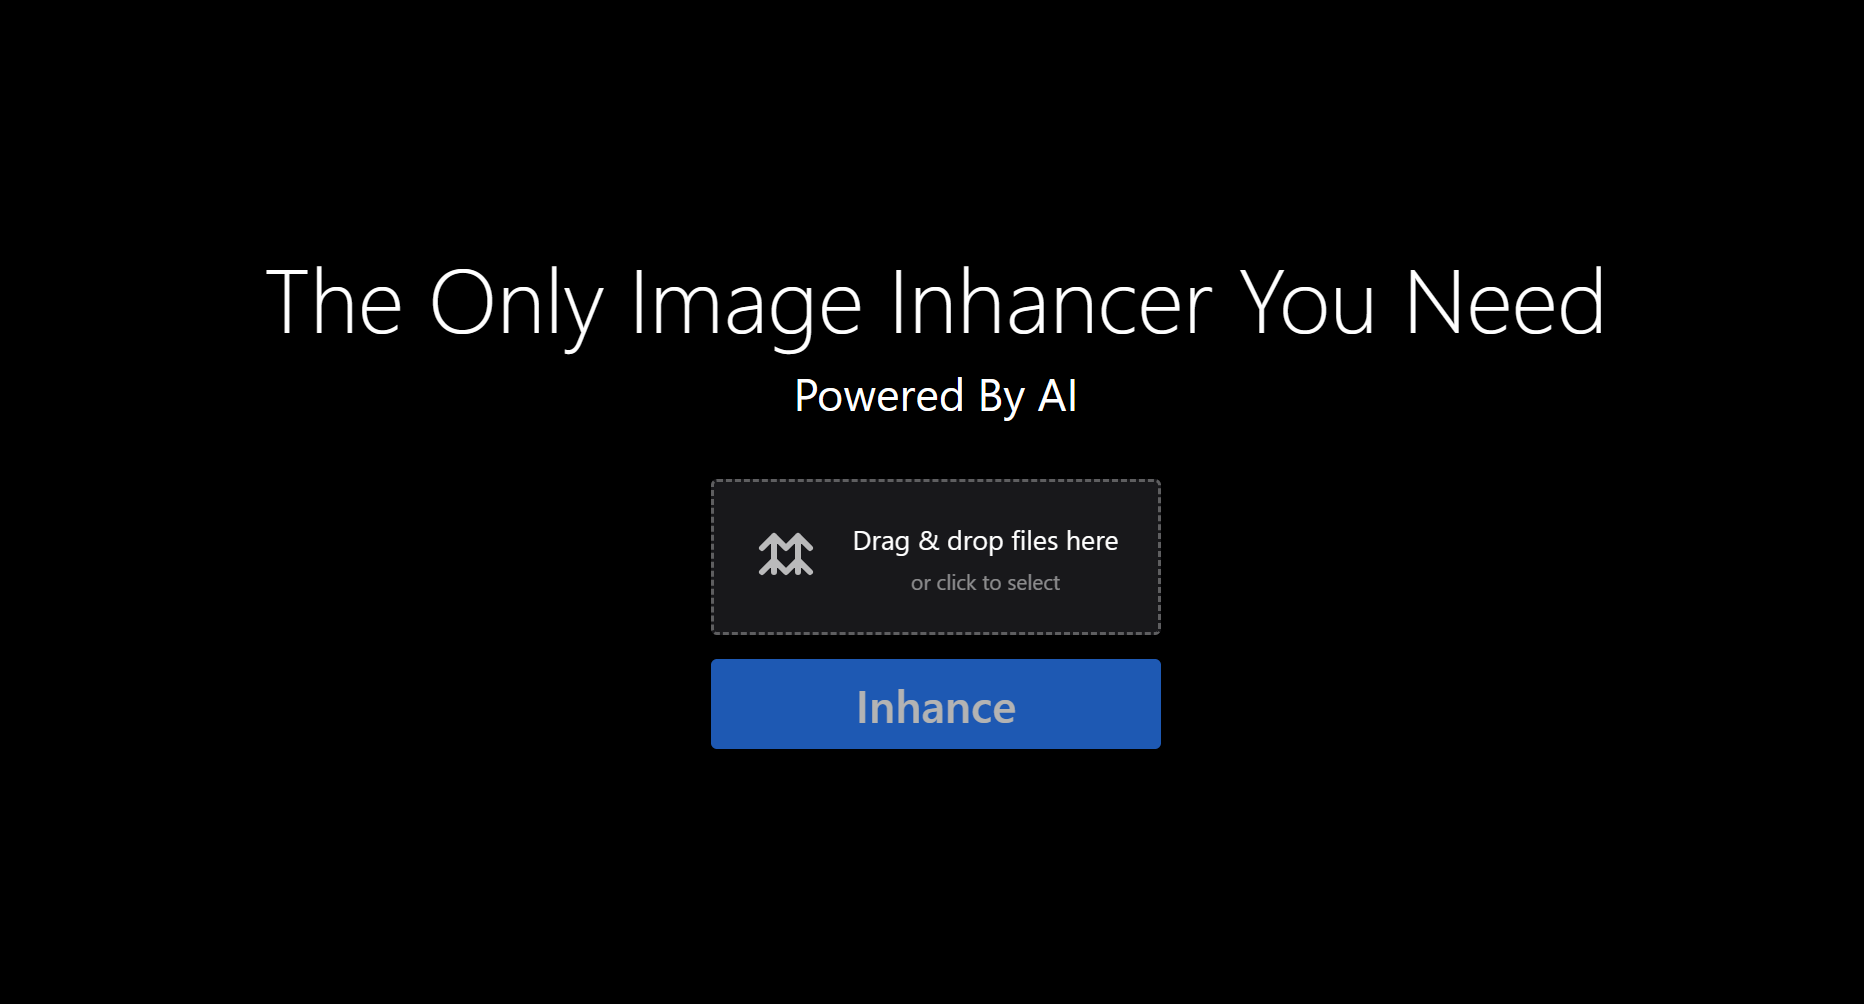 The Only Image Inhancer You Need
Powered By AI
Drag & drop files here
or click to select
Inhance